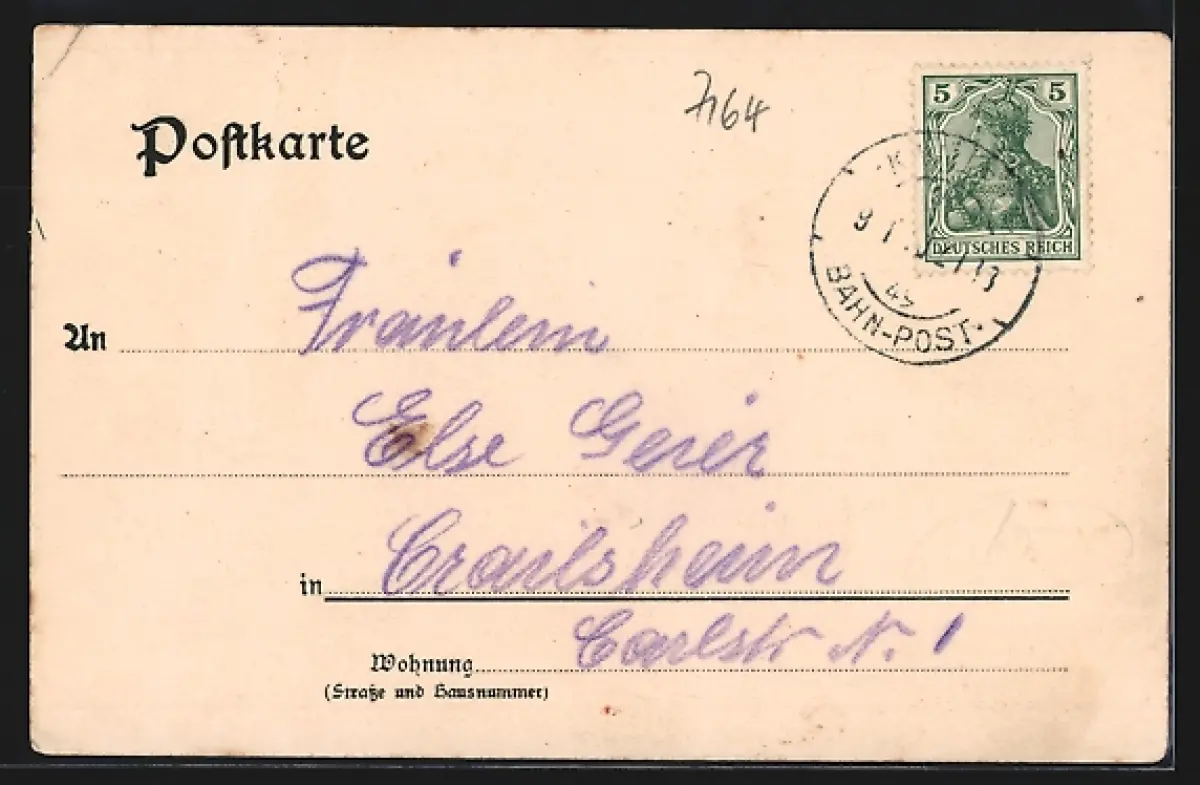 Postkarte
7164
5 5
DEUTSCHES REICH
BAHN-POST
An Fräulein
Else Geier
in Crailsheim
Wohnung Carlstr N. 1
(Straße und Hausnummer)